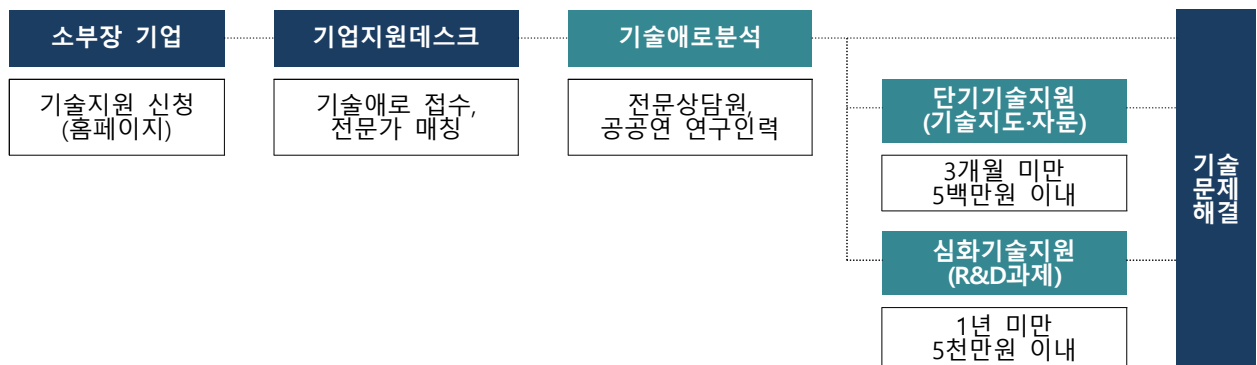 소부장 기업
기술지원 신청
(홈페이지)
기업지원데스크
기술애로 접수,
전문가 매칭
기술애로분석
전문상담원,
공공연 연구인력
단기기술지원
(기술지도·자문)
3개월 미만
5백만원 이내
심화기술지원
(R&D과제)
1년 미만
5천만원 이내
기술
문제
해결